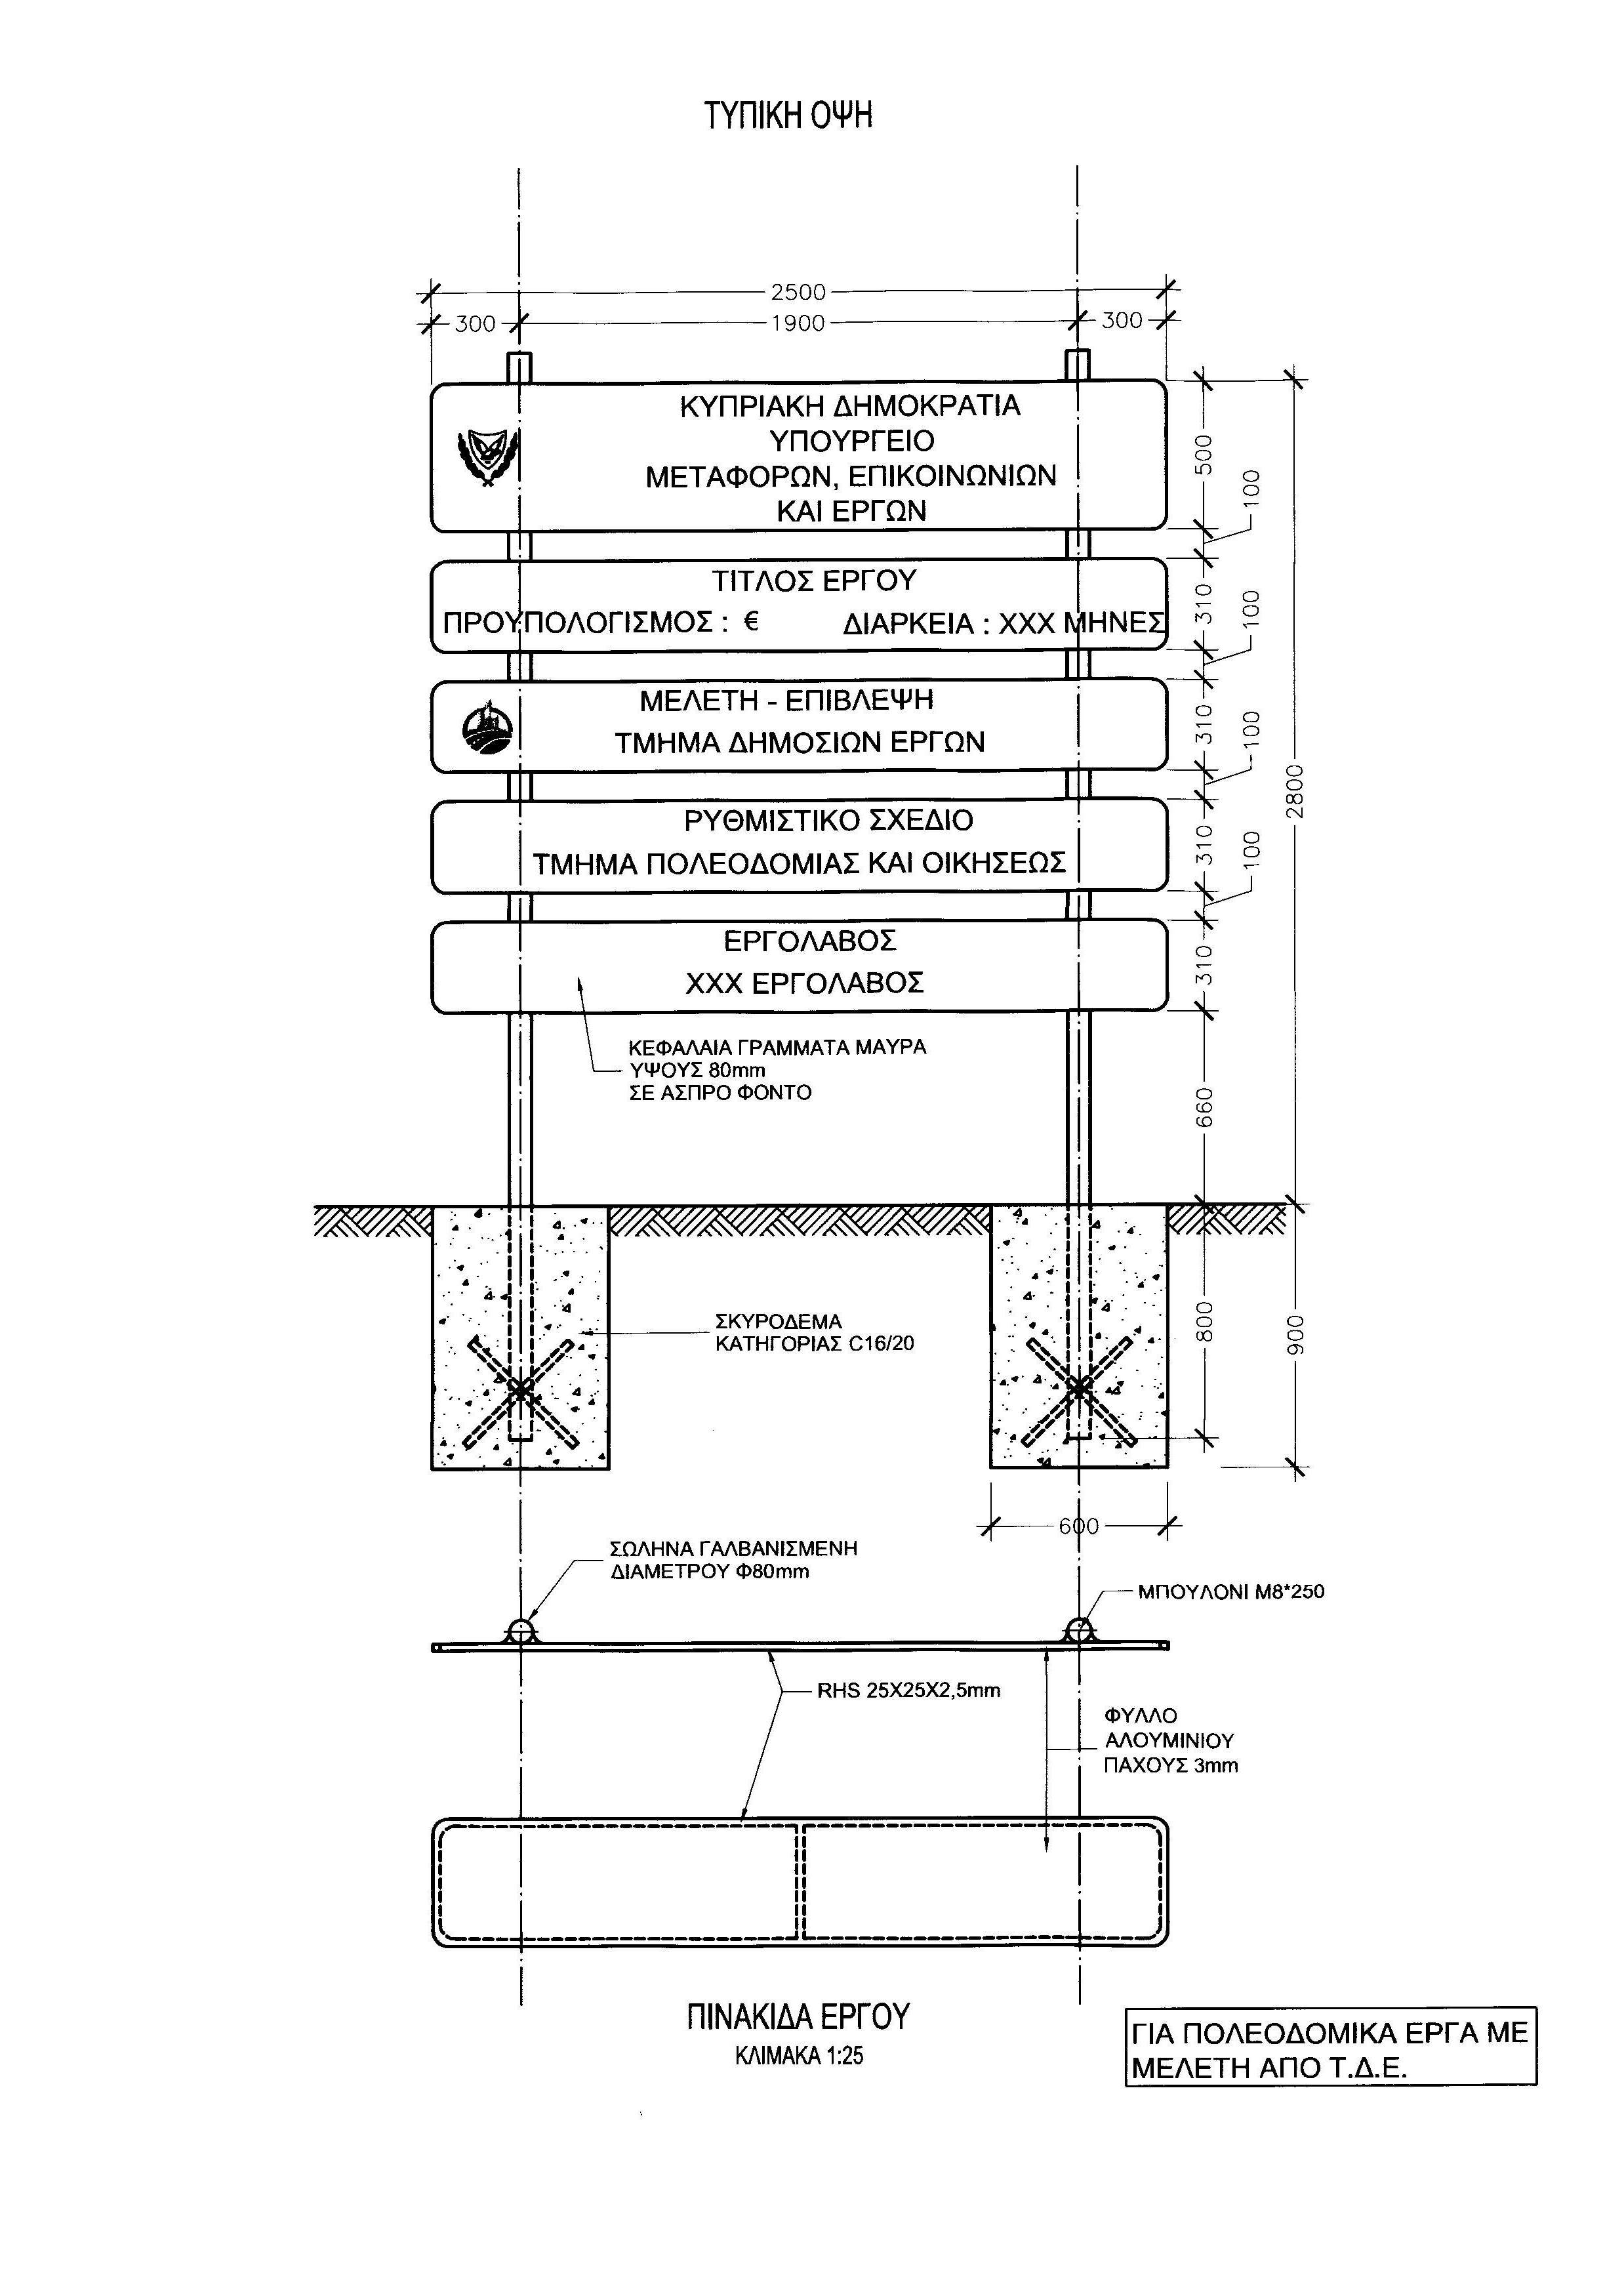 ΤΥΠΙΚΗ ΟΨΗ
2500
300
1900
300
ΚΥΠΡΙΑΚΗ ΔΗΜΟΚΡΑΤΙΑ
ΥΠΟΥΡΓΕΙΟ
ΜΕΤΑΦΟΡΩΝ, ΕΠΙΚΟΙΝΩΝΙΩΝ
ΚΑΙ ΕΡΓΩΝ
500
100
ΤΙΤΛΟΣ ΕΡΓΟΥ
ΠΡΟΥΠΟΛΟΓΙΣΜΟΣ : € ΔΙΑΡΚΕΙΑ : ΧΧΧ ΜΗΝΕΣ
310
100
ΜΕΛΕΤΗ - ΕΠΙΒΛΕΨΗ
ΤΜΗΜΑ ΔΗΜΟΣΙΩΝ ΕΡΓΩΝ
310
100
2800
ΡΥΘΜΙΣΤΙΚΟ ΣΧΕΔΙΟ
ΤΜΗΜΑ ΠΟΛΕΟΔΟΜΙΑΣ ΚΑΙ ΟΙΚΗΣΕΩΣ
310
100
ΕΡΓΟΛΑΒΟΣ
ΧΧΧ ΕΡΓΟΛΑΒΟΣ
310
ΚΕΦΑΛΑΙΑ ΓΡΑΜΜΑΤΑ ΜΑΥΡΑ
ΥΨΟΥΣ 80mm
ΣΕ ΑΣΠΡΟ ΦΟΝΤΟ
660
ΣΚΥΡΟΔΕΜΑ
ΚΑΤΗΓΟΡΙΑΣ C16/20
800
900
600
ΣΩΛΗΝΑ ΓΑΛΒΑΝΙΣΜΕΝΗ
ΔΙΑΜΕΤΡΟΥ Φ80mm
ΜΠΟΥΛΟΝΙ Μ8*250
RHS 25X25X2,5mm
ΦΥΛΛΟ
ΑΛΟΥΜΙΝΙΟΥ
ΠΑΧΟΥΣ 3mm
ΠΙΝΑΚΙΔΑ ΕΡΓΟΥ
ΚΛΙΜΑΚΑ 1:25
ΓΙΑ ΠΟΛΕΟΔΟΜΙΚΑ ΕΡΓΑ ΜΕ
ΜΕΛΕΤΗ ΑΠΟ Τ.Δ.Ε.